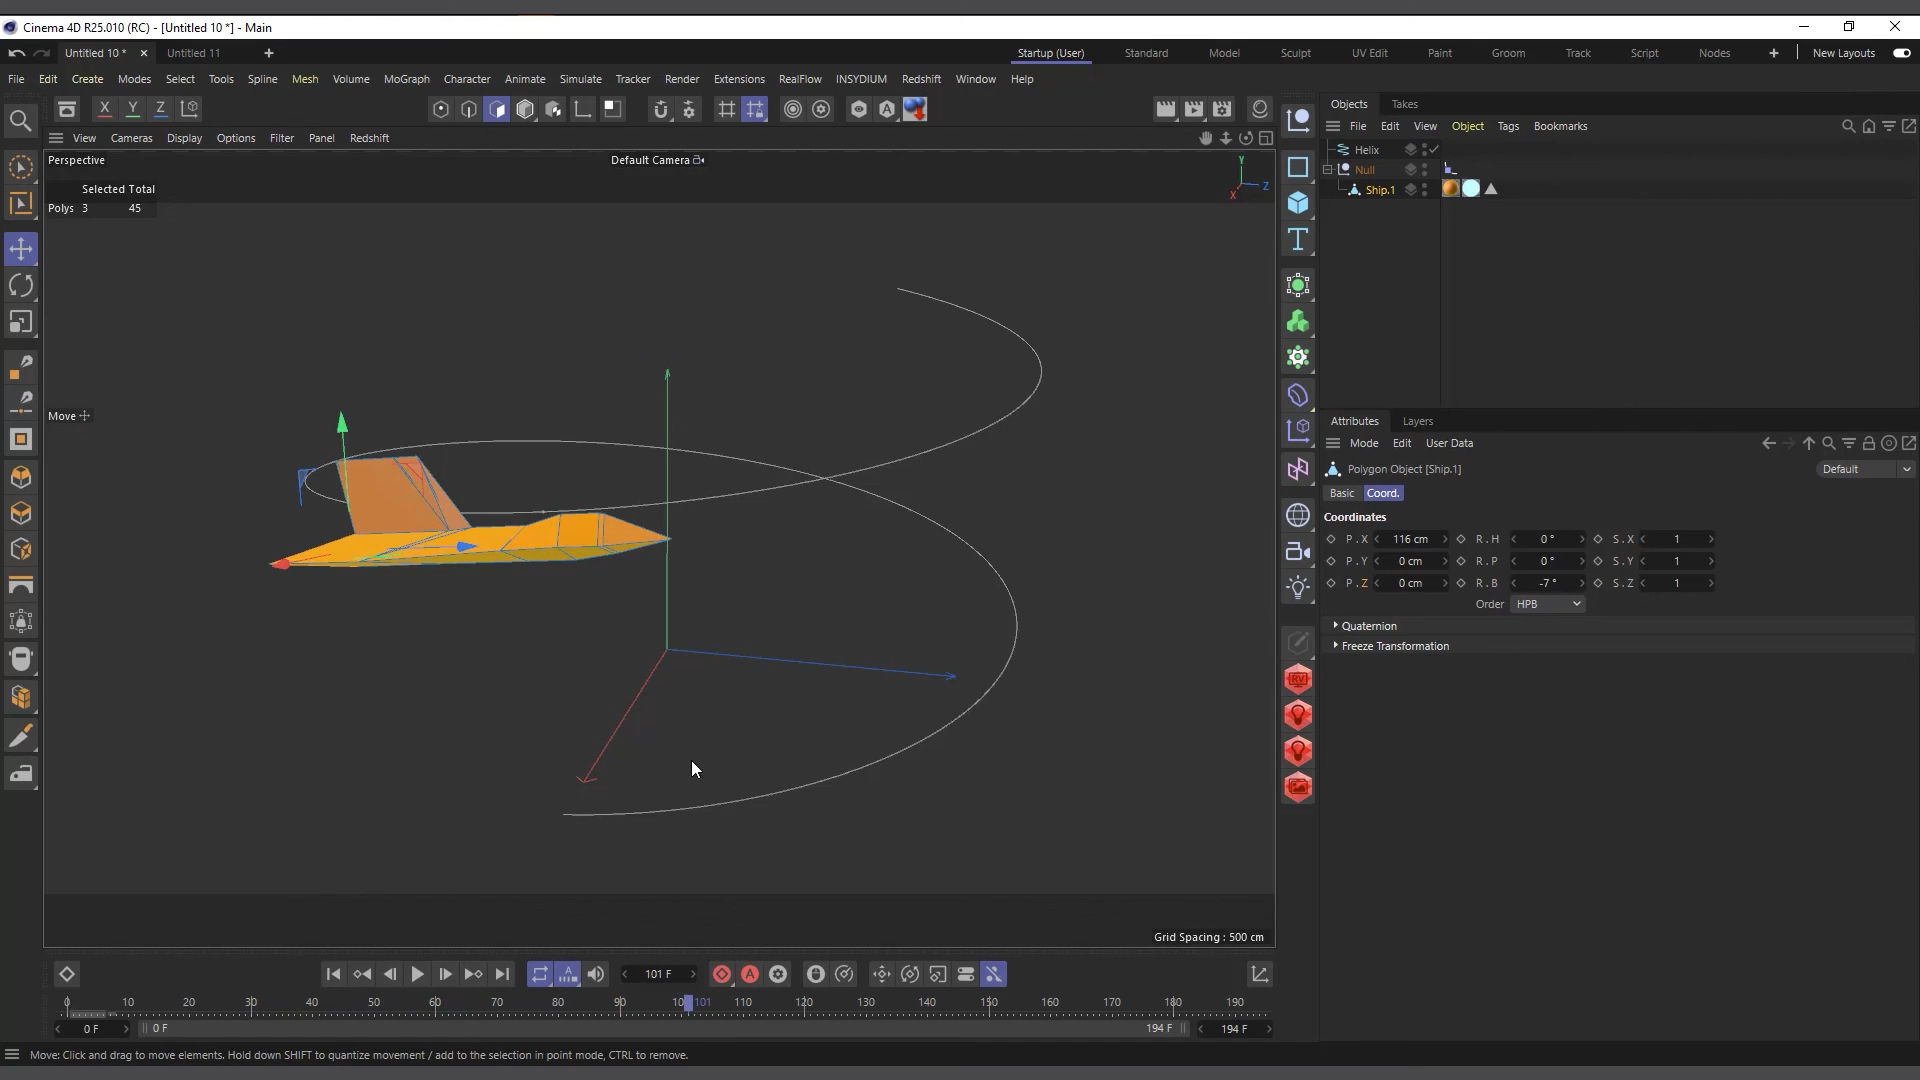 Cinema 4D R25.010 (RC) - [Untitled 10 *] - Main
Untitled 10 *
Untitled 11
Startup (User)
Standard
Model
Sculpt
UV Edit
Paint
Groom
Track
Script
Nodes
New Layouts
File
Edit
Create
Modes
Select
Tools
Spline
Mesh
Volume
MoGraph
Character
Animate
Simulate
Tracker
Render
Extensions
RealFlow
INSYDIUM
Redshift
Window
Help
X
Y
Z
Objects
Takes
View
Cameras
Display
Options
Filter
Panel
Redshift
File
Edit
View
Object
Tags
Bookmarks
Perspective
Default Camera
Y
Z
X
Selected Total
Polys 3 45
Helix
Null
Ship.1
Move
Attributes
Layers
Mode
Edit
User Data
Polygon Object [Ship.1]
Default
Basic
Coord.
Coordinates
P.X 116 cm R.H 0° S.X 1
P.Y 0 cm R.P 0° S.Y 1
P.Z 0 cm R.B -7° S.Z 1
Order HPB
Quaternion
Freeze Transformation
RV
Grid Spacing : 500 cm
101 F
0 10 20 30 40 50 60 70 80 90 10 101 110 120 130 140 150 160 170 180 190
0 F
0 F
194 F
194 F
Move: Click and drag to move elements. Hold down SHIFT to quantize movement / add to the selection in point mode, CTRL to remove.